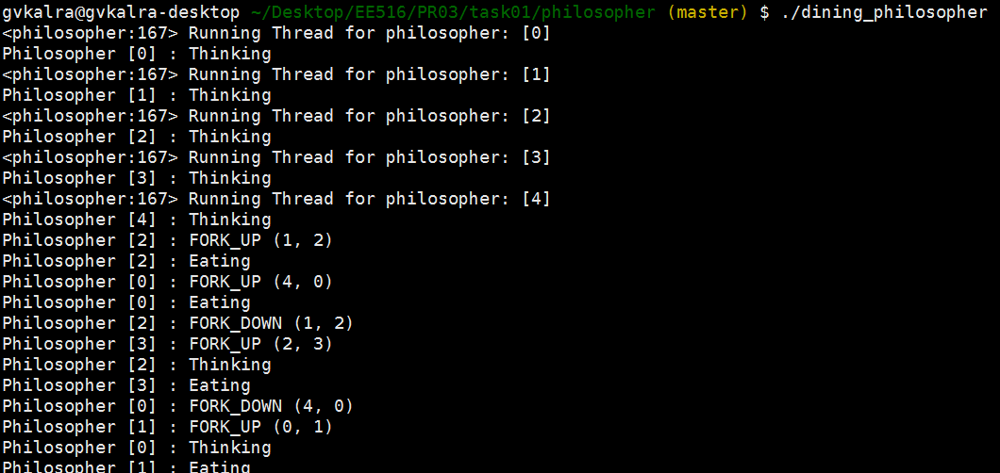 gvkalra@gvkalra-desktop ~/Desktop/EE516/PR03/task01/philosopher (master) $ ./dining_philosopher
<philosopher:167> Running Thread for philosopher: [0]
Philosopher [0] : Thinking
<philosopher:167> Running Thread for philosopher: [1]
Philosopher [1] : Thinking
<philosopher:167> Running Thread for philosopher: [2]
Philosopher [2] : Thinking
<philosopher:167> Running Thread for philosopher: [3]
Philosopher [3] : Thinking
<philosopher:167> Running Thread for philosopher: [4]
Philosopher [4] : Thinking
Philosopher [2] : FORK_UP (1, 2)
Philosopher [2] : Eating
Philosopher [0] : FORK_UP (4, 0)
Philosopher [0] : Eating
Philosopher [2] : FORK_DOWN (1, 2)
Philosopher [3] : FORK_UP (2, 3)
Philosopher [2] : Thinking
Philosopher [3] : Eating
Philosopher [0] : FORK_DOWN (4, 0)
Philosopher [1] : FORK_UP (0, 1)
Philosopher [0] : Thinking
Philosopher [1] : Eating